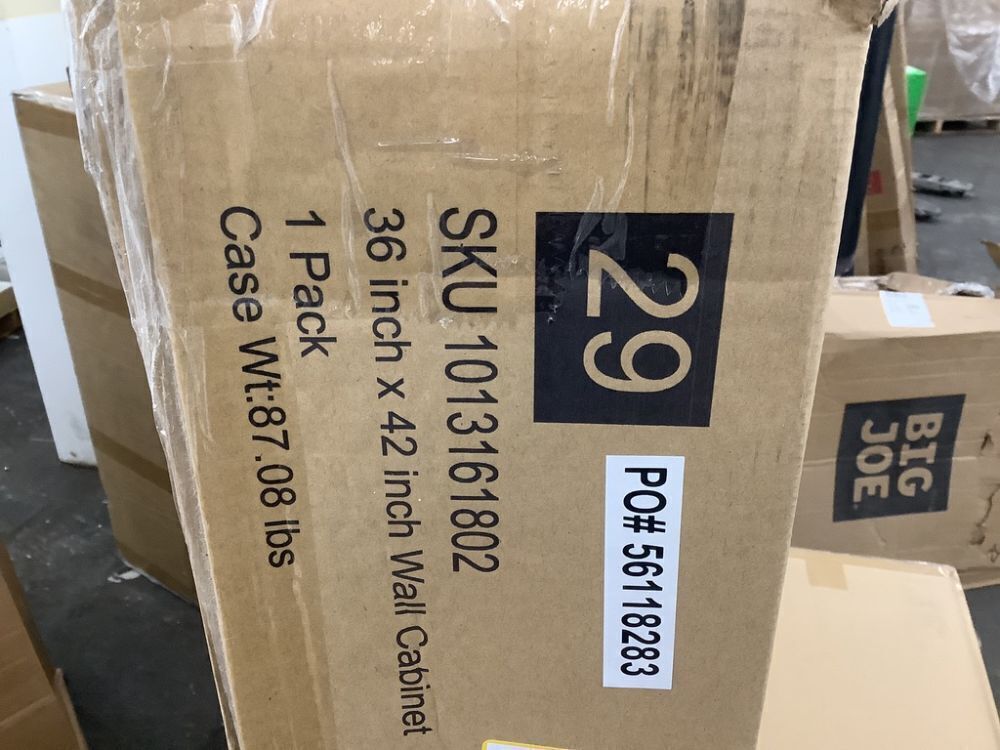 29
PO# 56118283
SKU 1013161802
36 inch x 42 inch Wall Cabinet
1 Pack
Case Wt:87.08 lbs
BIG
JOE